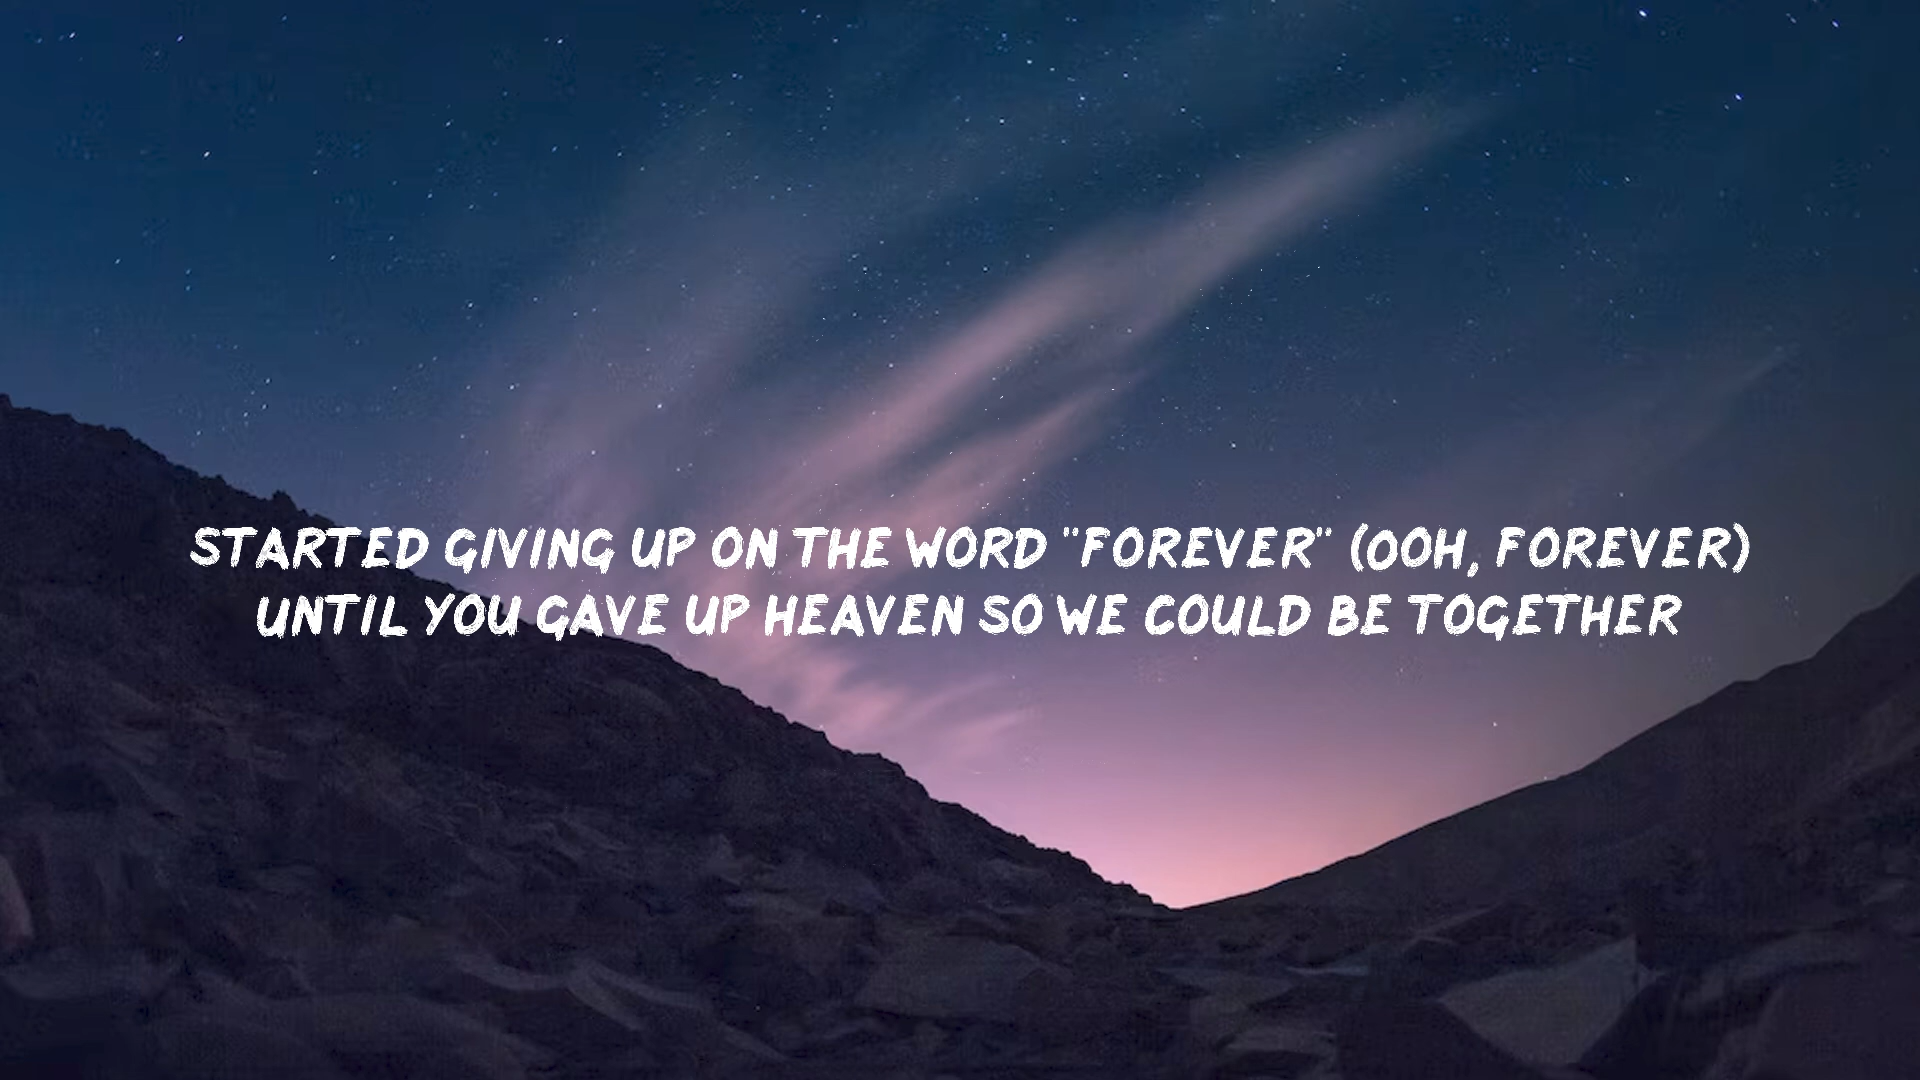 STARTED GIVING UP ON THE WORD "FOREVER" (OOH, FOREVER)
UNTIL YOU GAVE UP HEAVEN SO WE COULD BE TOGETHER